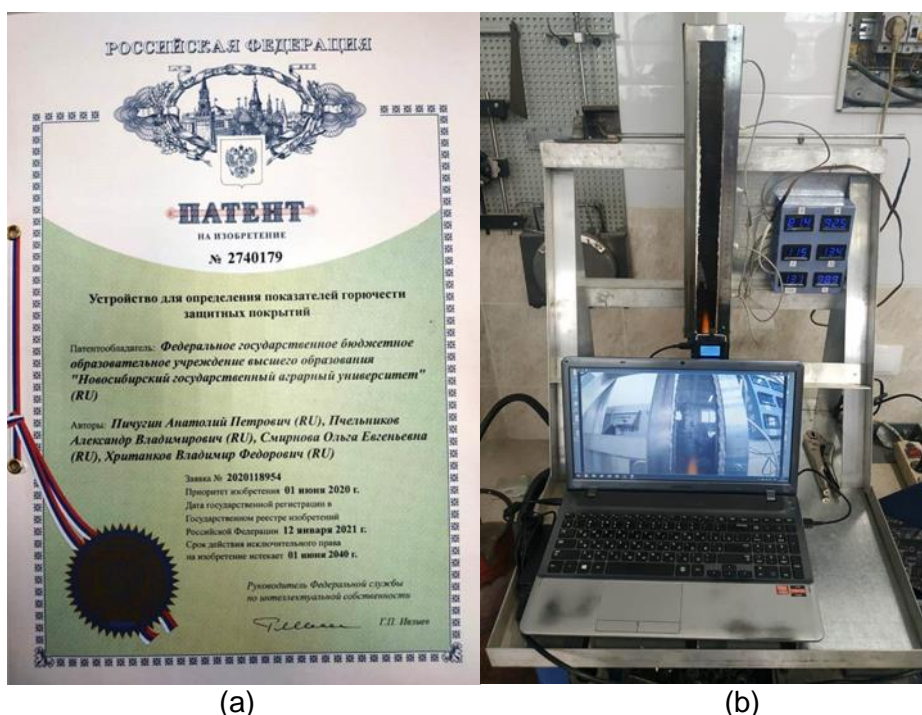 РОССИЙСКАЯ ФЕДЕРАЦИЯ
ПАТЕНТ
НА ИЗОБРЕТЕНИЕ
№ 2740179
Устройство для определения показателей горючести
защитных покрытий
Патентообладатель: Федеральное государственное бюджетное
образовательное учреждение высшего образования
"Новосибирский государственный аграрный университет"
(RU)
Авторы: Пичугин Анатолий Петрович (RU), Пчельников
Александр Владимирович (RU), Смирнова Ольга Евгеньевна
(RU), Хританков Владимир Федорович (RU)
Заявка № 2020118954
Приоритет изобретения 01 июня 2020 г.
Дата государственной регистрации в
Государственном реестре изобретений
Российской Федерации 12 января 2021 г.
Срок действия исключительного права
на изобретение истекает 01 июня 2040 г.
Руководитель Федеральной службы
по интеллектуальной собственности
Г.П. Ивлиев
(a)
(b)